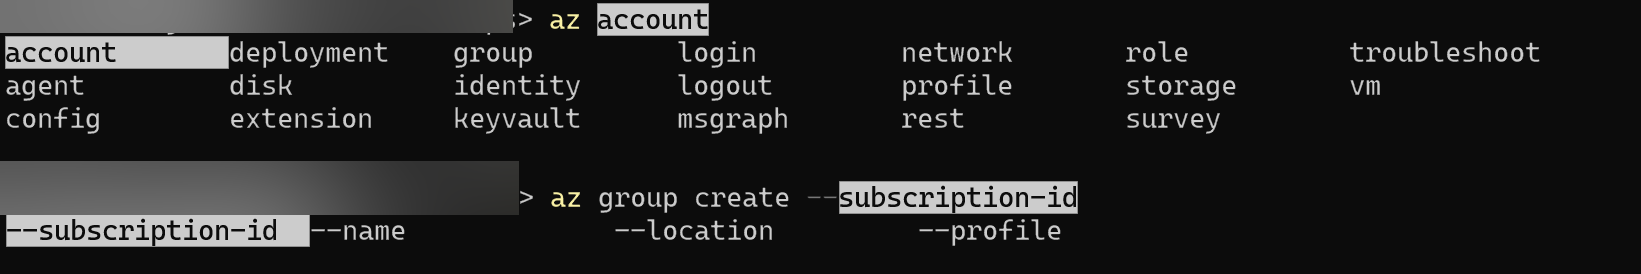 > az account
account deployment group login network role troubleshoot
agent disk identity logout profile storage vm
config extension keyvault msgraph rest survey
> az group create --subscription-id
--subscription-id --name --location --profile